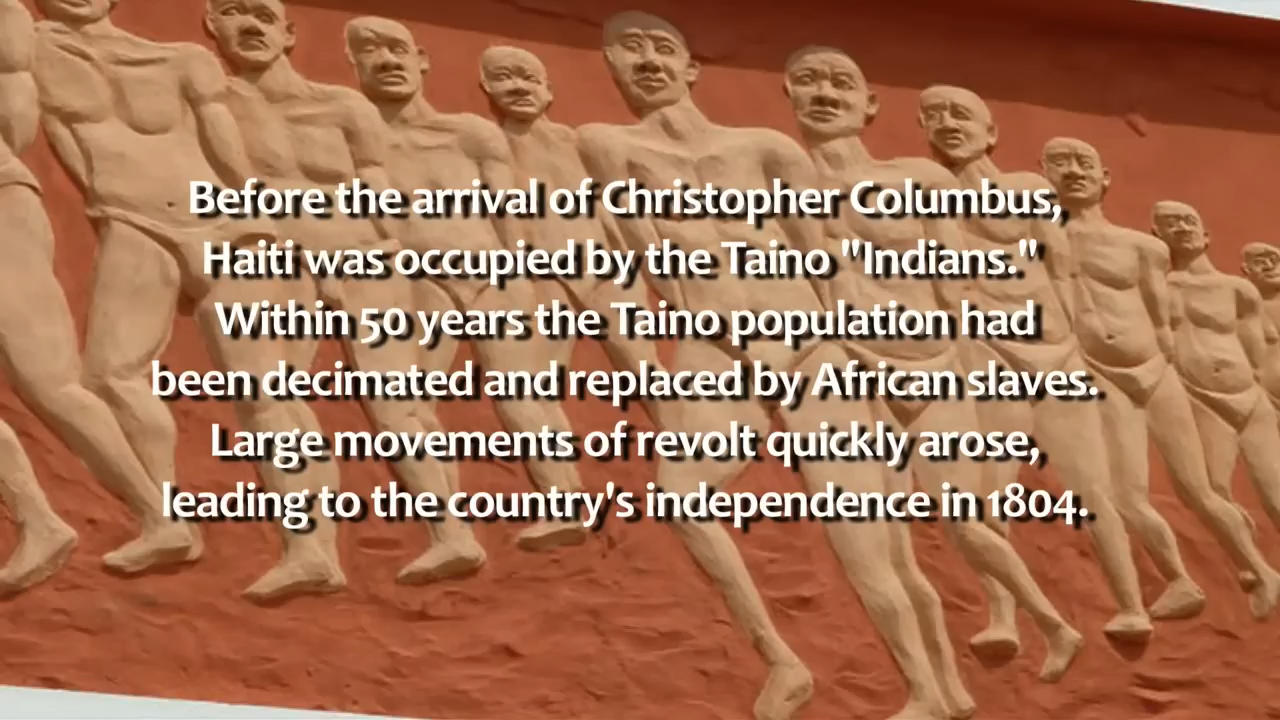 Before the arrival of Christopher Columbus,
Haiti was occupied by the Taino "Indians."
Within 50 years the Taino population had
been decimated and replaced by African slaves.
Large movements of revolt quickly arose,
leading to the country's independence in 1804.